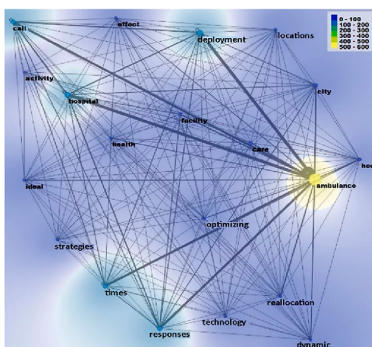 0 - 100
100 - 200
200 - 300
300 - 400
400 - 500
500 - 600
call
effect
deployment
locations
activity
hospital
city
facility
health
care
ideal
ambulance
optimizing
strategies
times
reallocation
technology
responses
dynamic